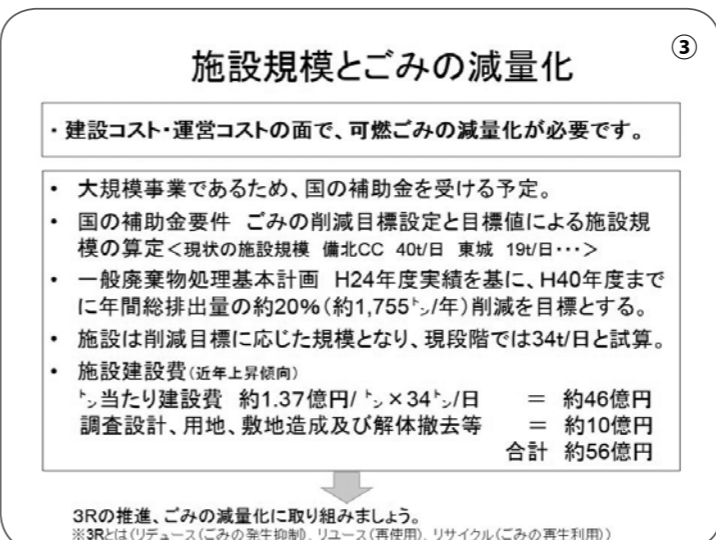 ③
施設規模とごみの減量化
・建設コスト・運営コストの面で、可燃ごみの減量化が必要です。
• 大規模事業であるため、国の補助金を受ける予定。
• 国の補助金要件 ごみの削減目標設定と目標値による施設規
模の算定<現状の施設規模 備北CC 40t/日 東城 19t/日・・・>
• 一般廃棄物処理基本計画 H24年度実績を基に、H40年度まで
に年間総排出量の約20%(約1,755㌧/年)削減を目標とする。
• 施設は削減目標に応じた規模となり、現段階では34t/日と試算。
• 施設建設費(近年上昇傾向)
㌧当たり建設費 約1.37億円/㌧×34㌧/日 = 約46億円
調査設計、用地、敷地造成及び解体撤去等 = 約10億円
合計 約56億円
3Rの推進、ごみの減量化に取り組みましょう。
※3Rとは(リデュース(ごみの発生抑制)、リユース(再使用)、リサイクル(ごみの再生利用))